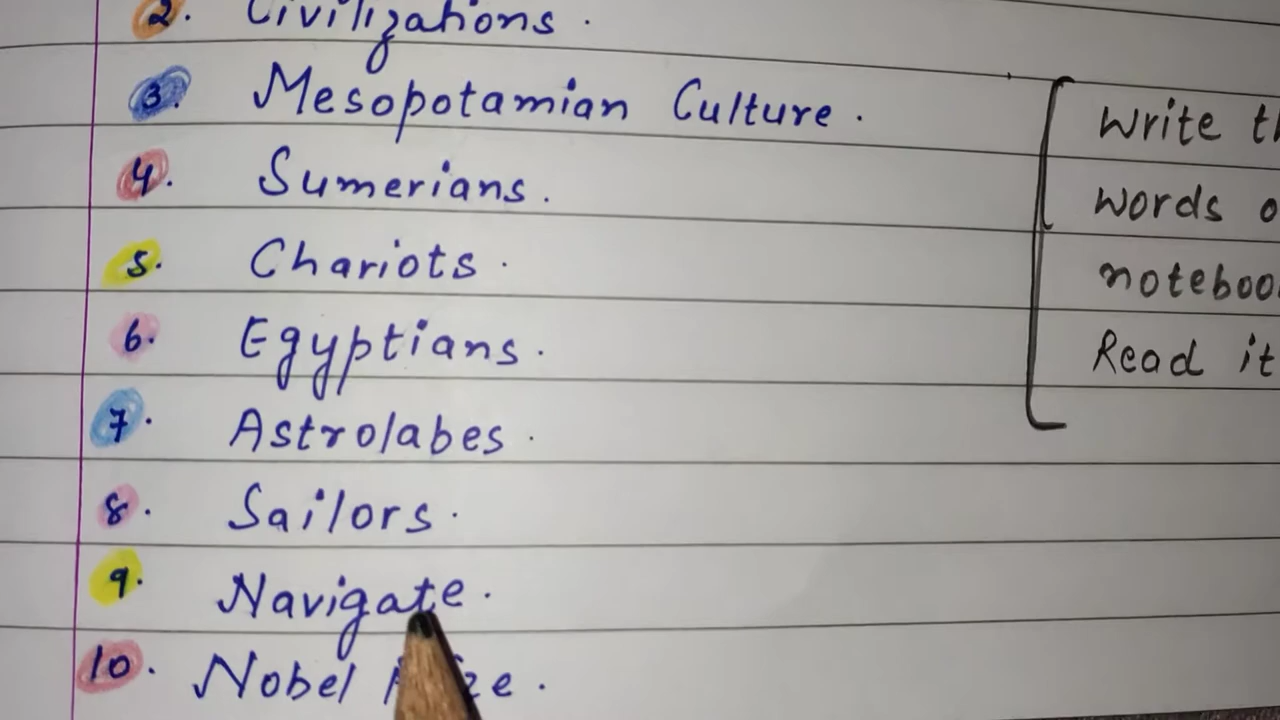 2. Civilizations.
3. Mesopotamian Culture.
4. Sumerians.
5. Chariots.
6. Egyptians.
7. Astrolabes.
8. Sailors.
9. Navigate.
10. Nobel
Write
words
Read it